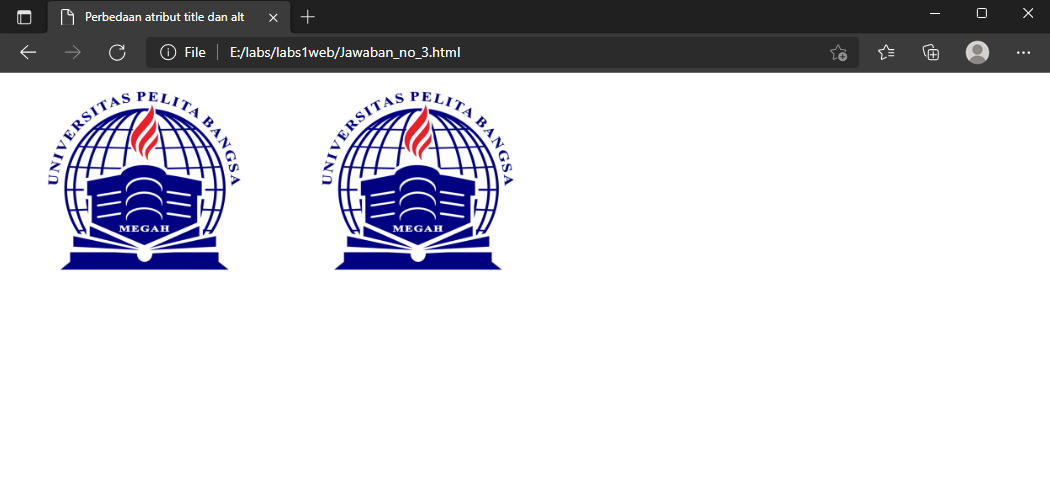 Perbedaan atribut title dan alt
File E:/labs/labs1web/Jawaban_no_3.html
UNIVERSITAS PELITA BANGSA
MEGAH
UNIVERSITAS PELITA BANGSA
MEGAH